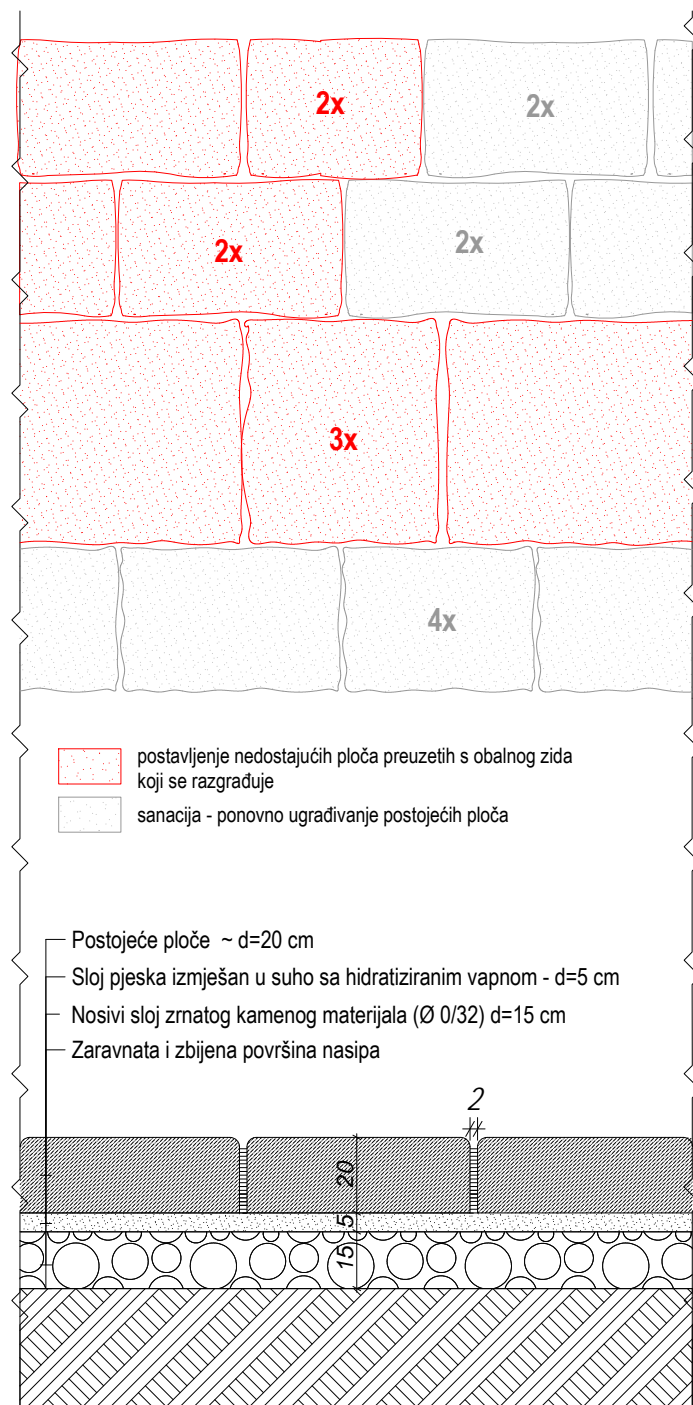 2x
2x
2x
2x
3x
4x
postavljenje nedostajućih ploča preuzetih s obalnog zida
koji se razgrađuje
sanacija - ponovno ugrađivanje postojećih ploča
Postojeće ploče ~ d=20 cm
Sloj pjeska izmješan u suho sa hidratiziranim vapnom - d=5 cm
Nosivi sloj zrnatog kamenog materijala (Ø 0/32) d=15 cm
Zaravnata i zbijena površina nasipa
2
20
5
15